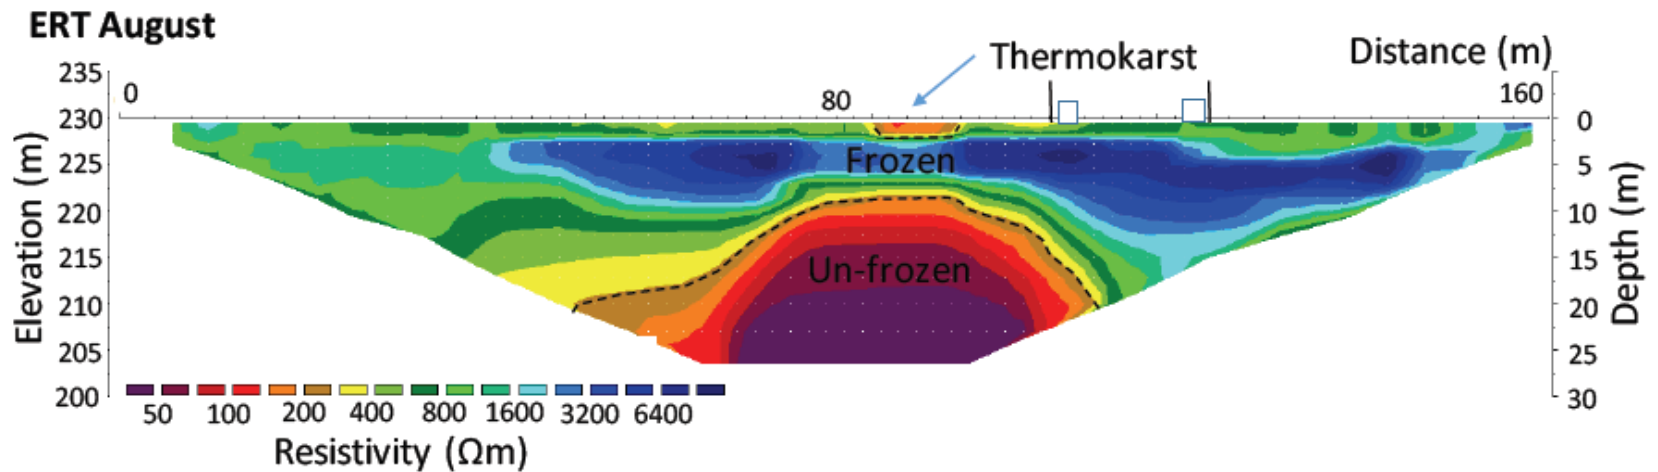 ERT August
Thermokarst
Distance (m)
235
0
80
160
230
0
225
Frozen
5
220
10
215
Un-frozen
15
210
20
205
25
200
30
Elevation (m)
Depth (m)
50 100 200 400 800 1600 3200 6400
Resistivity (Ωm)